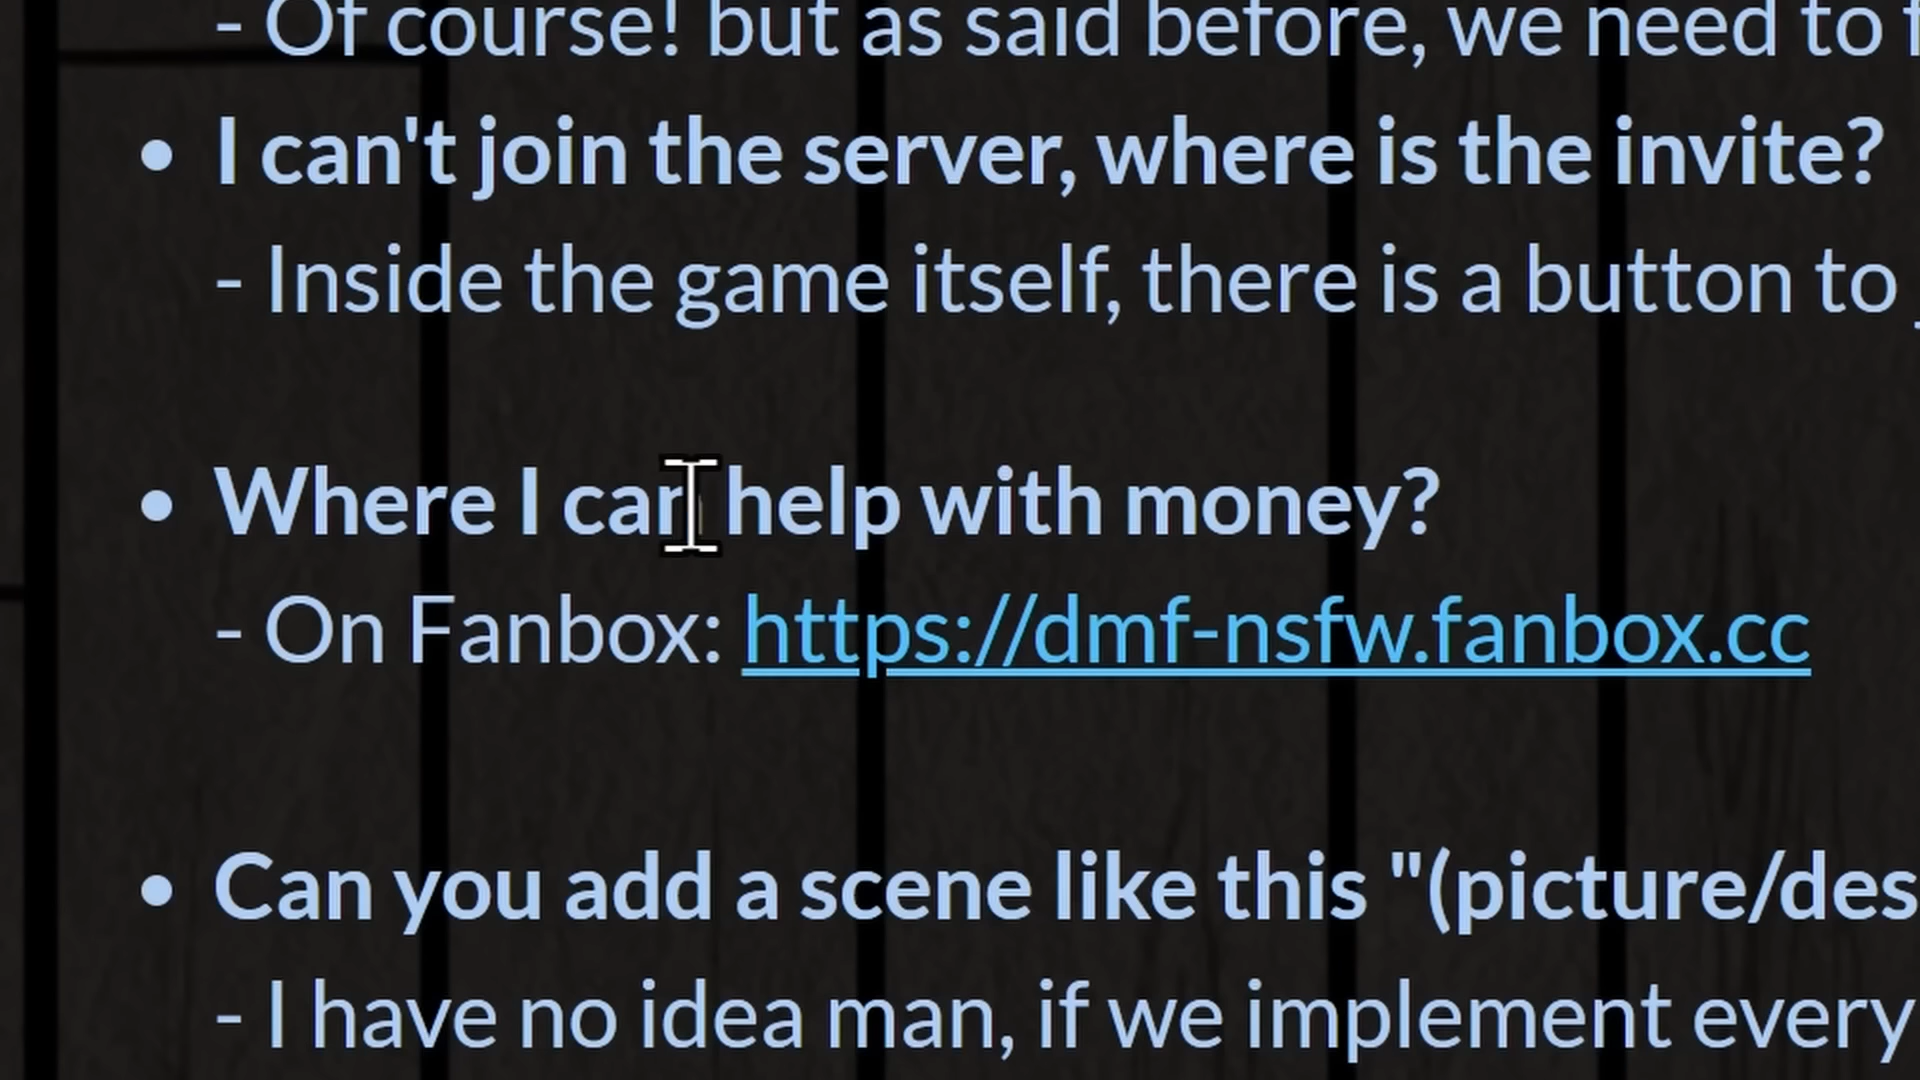 - Of course! but as said before, we need to
• I can't join the server, where is the invite?
- Inside the game itself, there is a button to
• Where I can help with money?
- On Fanbox: https://dmf-nsfw.fanbox.cc
• Can you add a scene like this "(picture/des
- I have no idea man, if we implement every